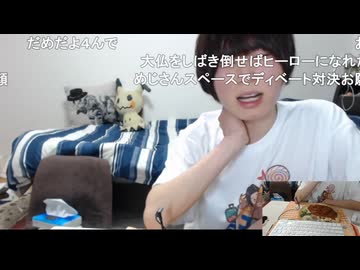 だめだよ4んで
大仏をしばき倒せばヒーローになれた
めじさんスペースでディベート対決お願
願